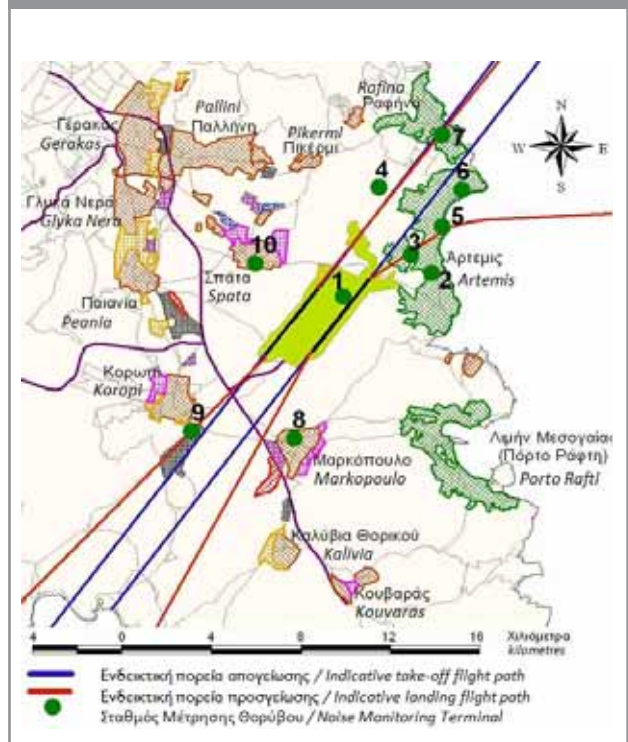 Rafina
Ραφήνα
Γέρακας
Gerakas
Pallini
Παλλήνη
Pikermi
Πικέρμι
N
W E
S
7
4
6
Γλυκά Νερά
Glyka Nera
5
10
3
Άρτεμις
Artemis
2
Σπάτα
Spata
1
Παιανία
Peania
Κορωπί
Koropi
9
8
Μαρκόπουλο
Markopoulo
Λιμήν Μεσογαίας
(Πόρτο Ράφτη)
Porto Rafti
Καλύβια Θορικού
Kalivia
Κουβαράς
Kouvaras
4 0 4 8 12 16 Χιλιόμετρα
kilometres
Ενδεικτική πορεία απογείωσης / Indicative take-off flight path
Ενδεικτική πορεία προσγείωσης / Indicative landing flight path
Σταθμός Μέτρησης Θορύβου / Noise Monitoring Terminal